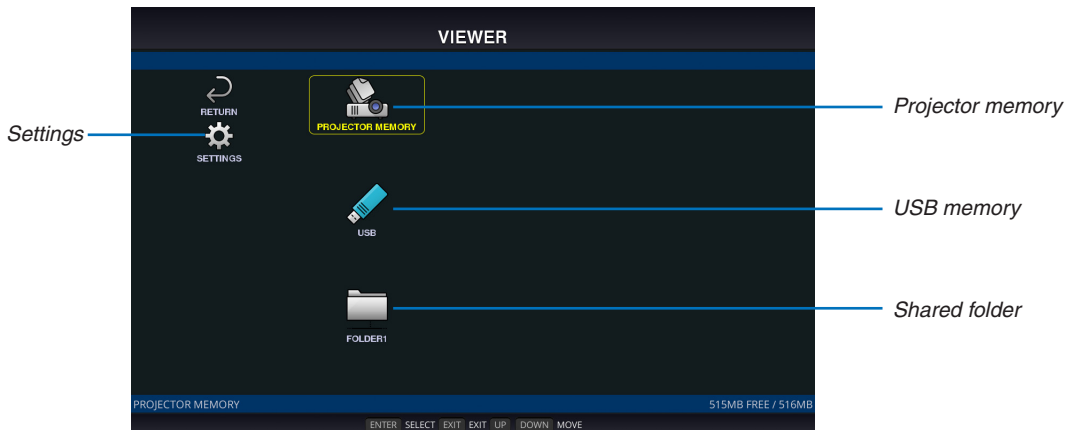 VIEWER
RETURN
PROJECTOR MEMORY
Projector memory
Settings
SETTINGS
USB
USB memory
FOLDER1
Shared folder
PROJECTOR MEMORY 515MB FREE / 516MB
ENTER SELECT EXIT EXIT UP DOWN MOVE